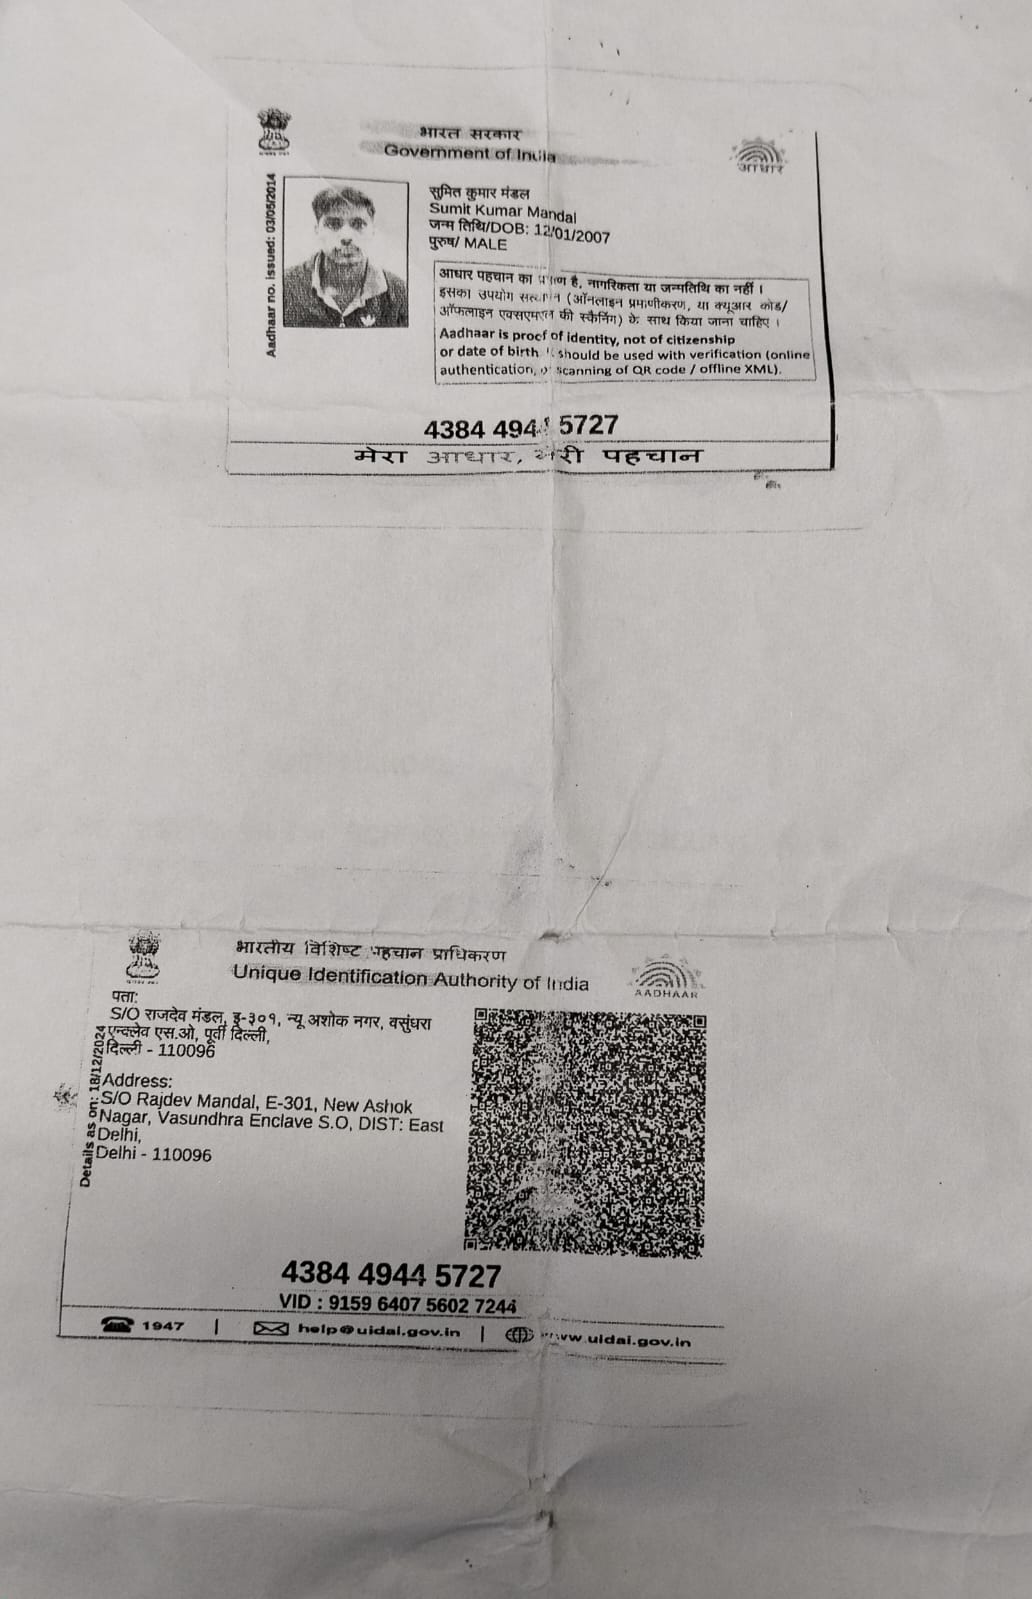 भारत सरकार
Government of India
आधार
Aadhaar no. issued: 03/05/2014
सुमित कुमार मंडल
Sumit Kumar Mandal
जन्म तिथि/DOB: 12/01/2007
पुरुष/ MALE
आधार पहचान का है, नागरिकता या जन्मतिथि का नहीं ।
इसका उपयोग (ऑनलाइन प्रमाणीकरण, या क्यूआर कोड/
ऑफलाइन एक्सएमएल की स्कैनिंग) के साथ किया जाना चाहिए ।
Aadhaar is proof of identity, not of citizenship
or date of birth should be used with verification (online
authentication, scanning of QR code / offline XML).
4384 494 5727
मेरा आधार, मेरी पहचान
भारतीय विशिष्ट पहचान प्राधिकरण
Unique Identification Authority of India
AADHAAR
Details as on: 18/12/2024
पता:
S/O राजदेव मंडल, इ-३०१, न्यू अशोक नगर, वसुंधरा
एन्क्लेव एस.ओ, पूर्वी दिल्ली,
दिल्ली - 110096
Address:
S/O Rajdev Mandal, E-301, New Ashok
Nagar, Vasundhra Enclave S.O, DIST: East
Delhi,
Delhi - 110096
4384 4944 5727
VID : 9159 6407 5602 7244
1947 | help@uidai.gov.in | www.uidai.gov.in